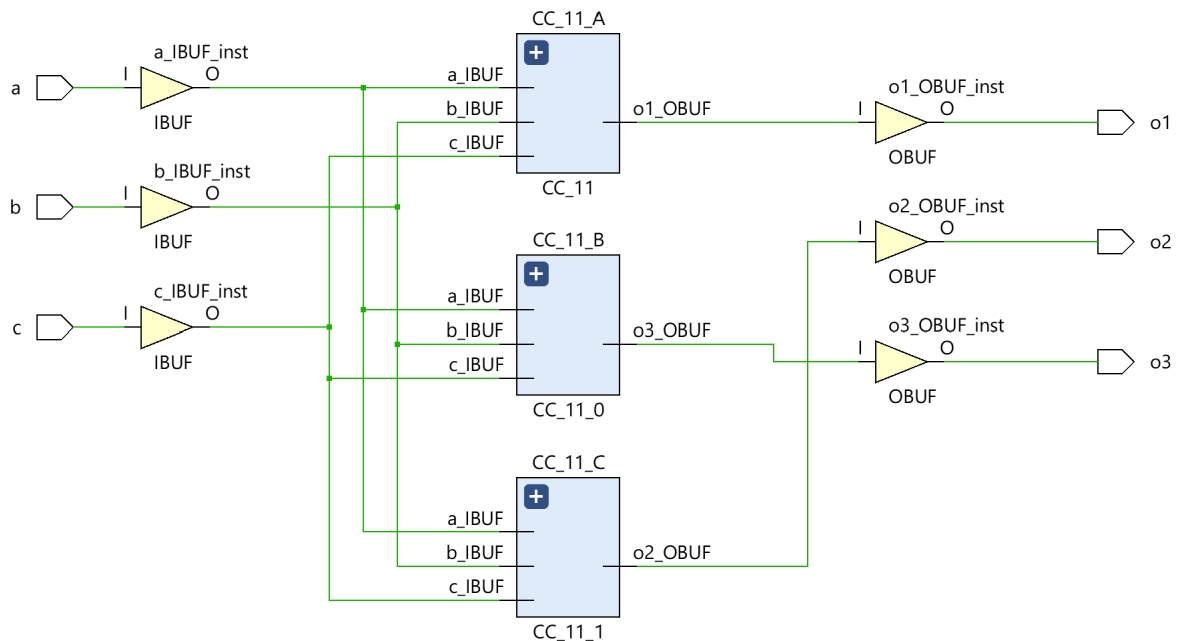 CC_11_A
a_IBUF_inst
I
O
a
IBUF
a_IBUF
b_IBUF
c_IBUF
o1_OBUF
CC_11
o1_OBUF_inst
I
O
o1
OBUF
b_IBUF_inst
I
O
b
IBUF
CC_11_B
a_IBUF
b_IBUF
c_IBUF
o3_OBUF
CC_11_0
o2_OBUF_inst
I
O
o2
OBUF
c_IBUF_inst
I
O
c
IBUF
o3_OBUF_inst
I
O
o3
OBUF
CC_11_C
a_IBUF
b_IBUF
c_IBUF
o2_OBUF
CC_11_1